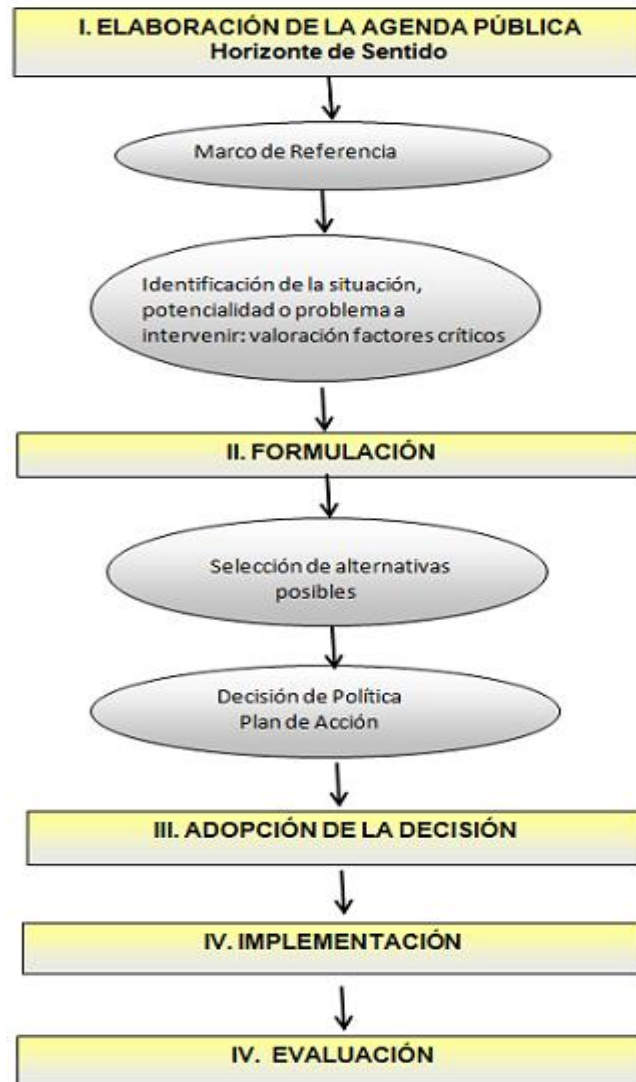 I. ELABORACIÓN DE LA AGENDA PÚBLICA
Horizonte de Sentido
Marco de Referencia
Identificación de la situación,
potencialidad o problema a
intervenir: valoración factores críticos
II. FORMULACIÓN
Selección de alternativas
posibles
Decisión de Política
Plan de Acción
III. ADOPCIÓN DE LA DECISIÓN
IV. IMPLEMENTACIÓN
IV. EVALUACIÓN